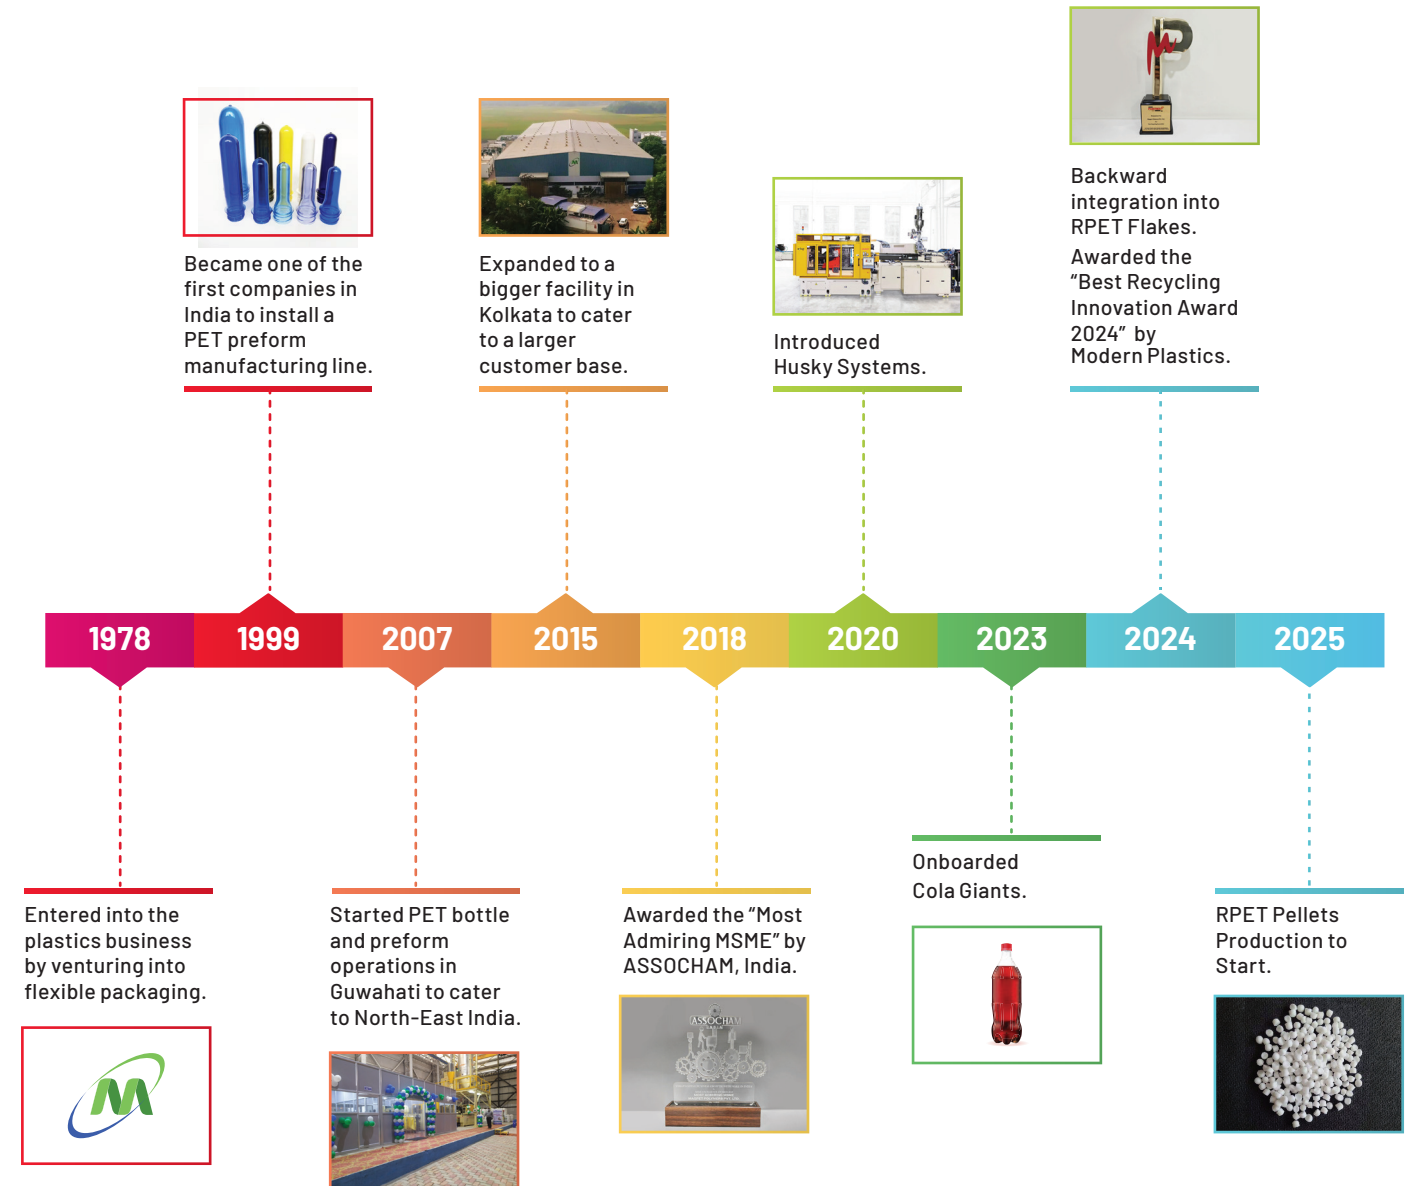 Became one of the
first companies in
India to install a
PET preform
manufacturing line.
Expanded to a
bigger facility in
Kolkata to cater
to a larger
customer base.
Introduced
Husky Systems.
Backward
integration into
RPET Flakes.
Awarded the
“Best Recycling
Innovation Award
2024” by
Modern Plastics.
1978
1999
2007
2015
2018
2020
2023
2024
2025
Entered into the
plastics business
by venturing into
flexible packaging.
Started PET bottle
and preform
operations in
Guwahati to cater
to North-East India.
Awarded the “Most
Admiring MSME” by
ASSOCHAM, India.
ASSOCHAM
INDIA
Onboarded
Cola Giants.
RPET Pellets
Production to
Start.